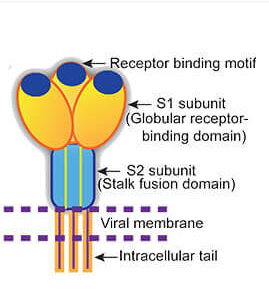 Receptor binding motif
S1 subunit
(Globular receptor-
binding domain)
S2 subunit
(Stalk fusion domain)
Viral membrane
Intracellular tail